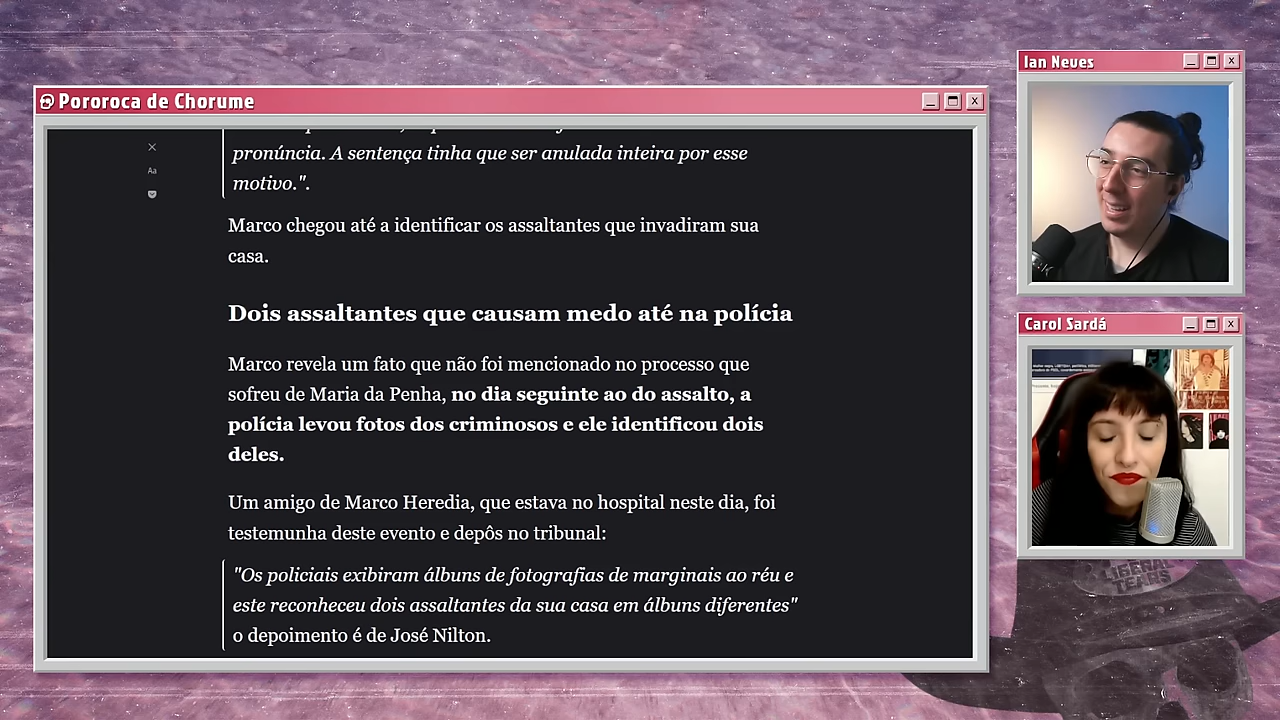 Ian Neves
Pororoca de Chorume
Aa
pronúncia. A sentença tinha que ser anulada inteira por esse
motivo.".
Marco chegou até a identificar os assaltantes que invadiram sua
casa.
Dois assaltantes que causam medo até na polícia
Marco revela um fato que não foi mencionado no processo que
sofreu de Maria da Penha, no dia seguinte ao do assalto, a
polícia levou fotos dos criminosos e ele identificou dois
deles.
Um amigo de Marco Heredia, que estava no hospital neste dia, foi
testemunha deste evento e depôs no tribunal:
"Os policiais exibiram álbuns de fotografias de marginais ao réu e
este reconheceu dois assaltantes da sua casa em álbuns diferentes"
o depoimento é de José Nilton.
Carol Sardá
LIBERAL
TEARS